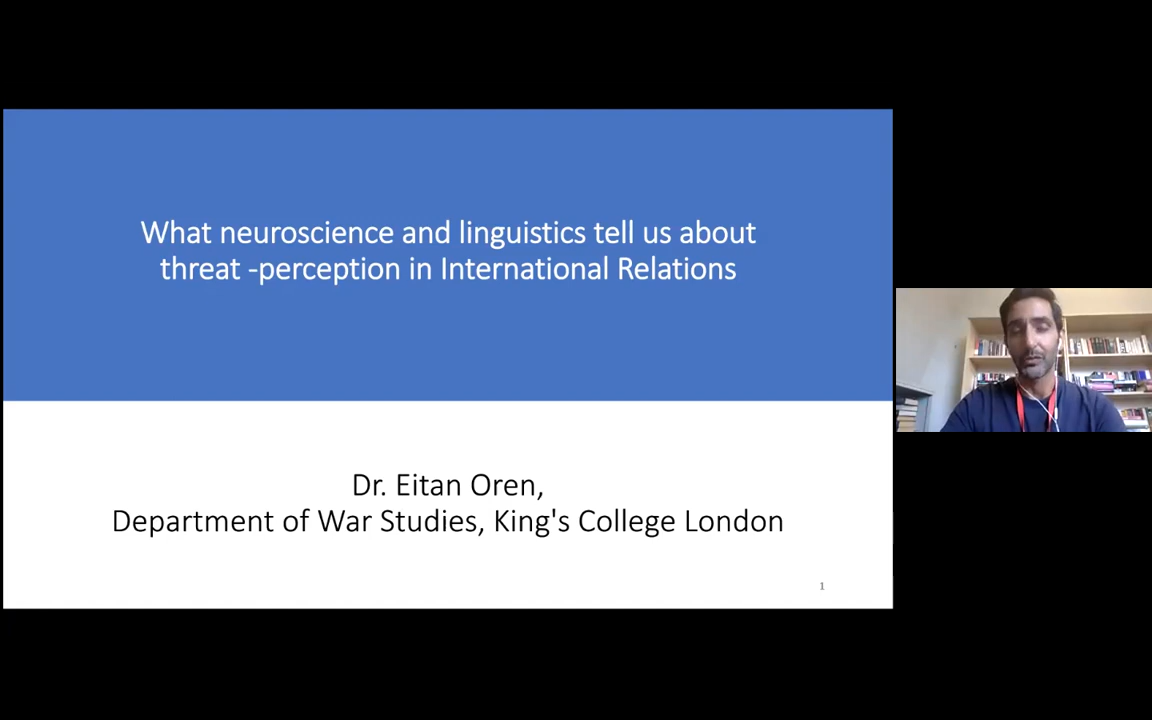 What neuroscience and linguistics tell us about
threat -perception in International Relations
Dr. Eitan Oren,
Department of War Studies, King's College London
1